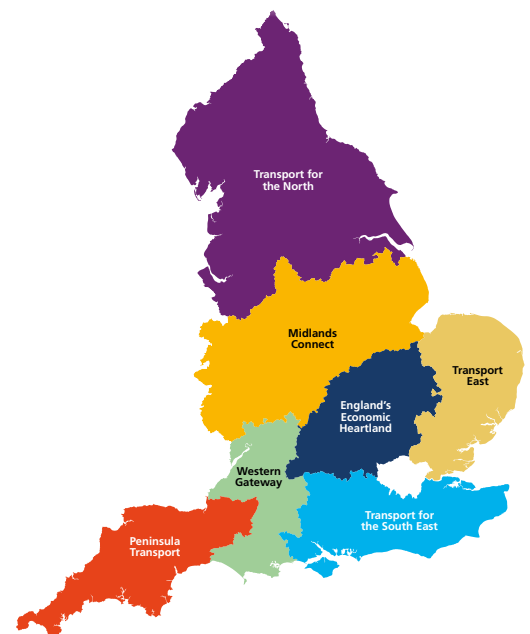 Transport for
the North
Midlands
Connect
Transport
East
England's
Economic
Heartland
Western
Gateway
Transport for
the South East
Peninsula
Transport